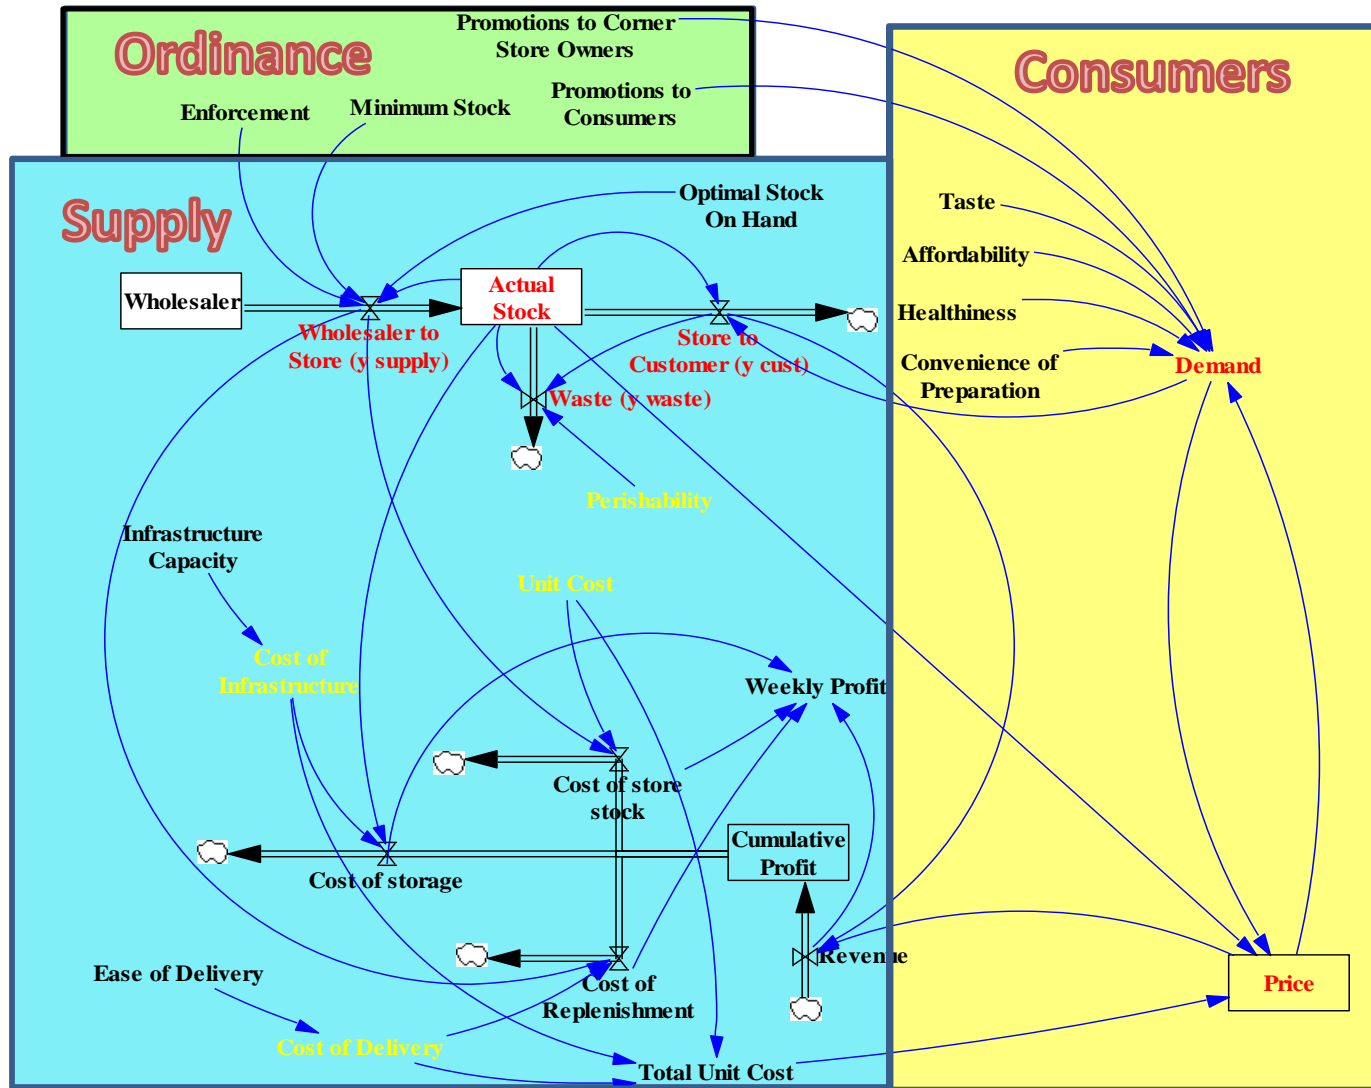 Ordinance
Promotions to Corner
Store Owners
Promotions to
Consumers
Enforcement
Minimum Stock
Consumers
Supply
Optimal Stock
On Hand
Taste
Affordability
Healthiness
Convenience of
Preparation
Demand
Wholesaler
Actual
Stock
Wholesaler to
Store (y supply)
Store to
Customer (y cust)
Waste (y waste)
Perishability
Infrastructure
Capacity
Unit Cost
Cost of
Infrastructure
Weekly Profit
Cost of store
stock
Cumulative
Profit
Cost of storage
Revenue
Ease of Delivery
Cost of
Replenishment
Price
Cost of Delivery
Total Unit Cost